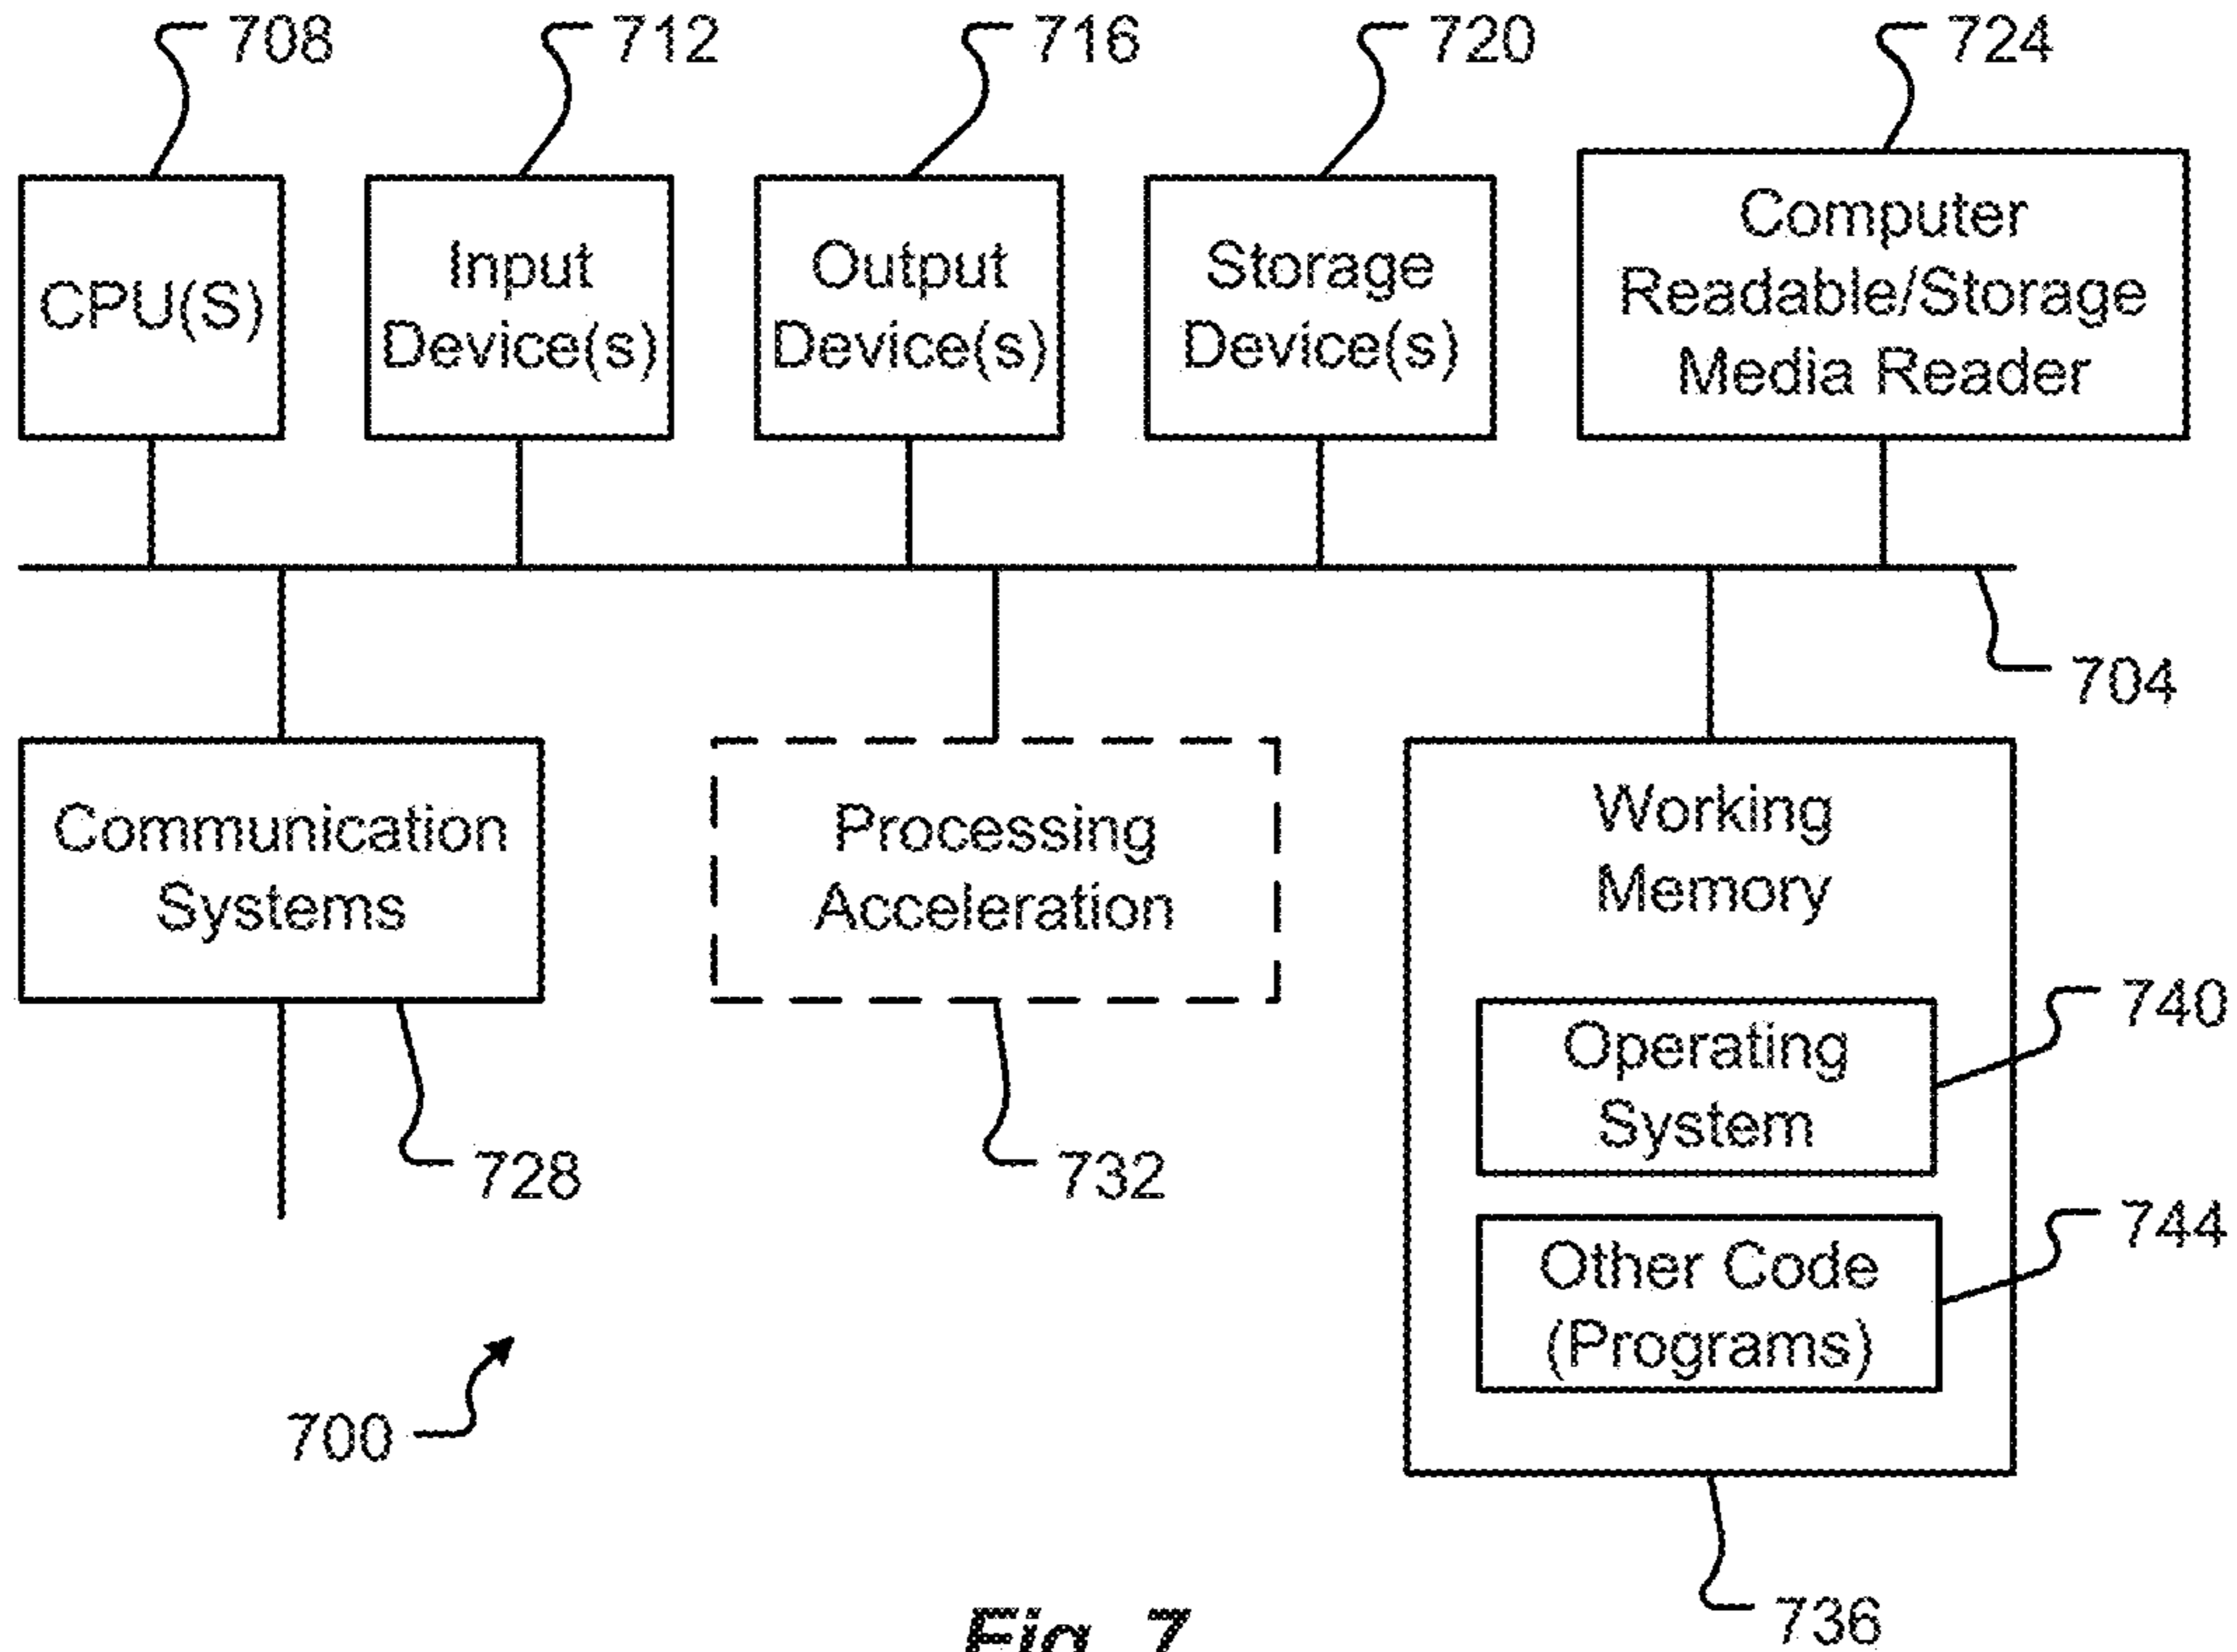 708
712
716
720
724
CPU(S)
Input
Device(s)
Output
Device(s)
Storage
Device(s)
Computer
Readable/Storage
Media Reader
704
Communication
Systems
Processing
Acceleration
Working
Memory
728
732
Operating
System
740
Other Code
(Programs)
744
700
736
Fig. 7